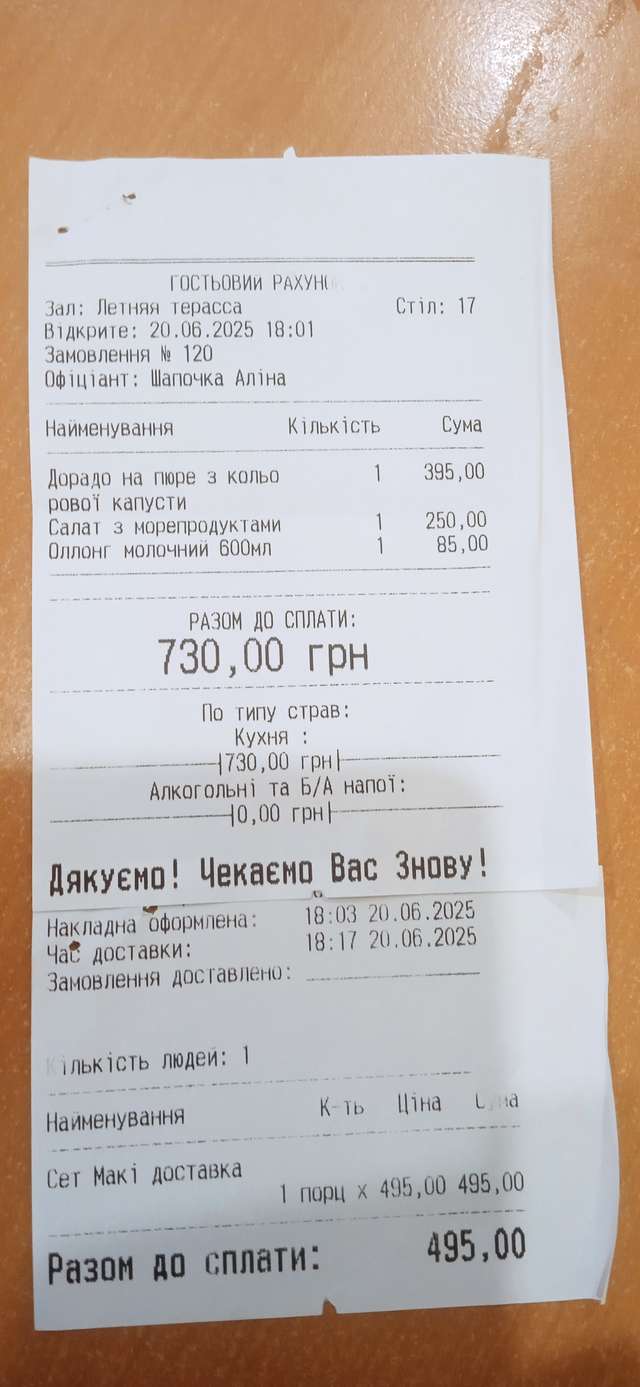 ГОСТЬОВИЙ РАХУНОК
Зал: Летняя терасса Стіл: 17
Відкрите: 20.06.2025 18:01
Замовлення № 120
Офіціант: Шапочка Аліна
Найменування Кількість Сума
Дорадо на пюре з кольо 1 395,00
рової капусти
Салат з морепродуктами 1 250,00
Оллонг молочний 600мл 1 85,00
РАЗОМ ДО СПЛАТИ:
730,00 грн
По типу страв:
Кухня :
730,00 грн
Алкогольні та Б/А напої:
0,00 грн
Дякуємо! Чекаємо Вас Знову!
Накладна оформлена: 18:03 20.06.2025
Час доставки: 18:17 20.06.2025
Замовлення доставлено:
Кількість людей: 1
Найменування К-ть Ціна Сума
Сет Макі доставка
1 порц x 495,00 495,00
Разом до сплати: 495,00